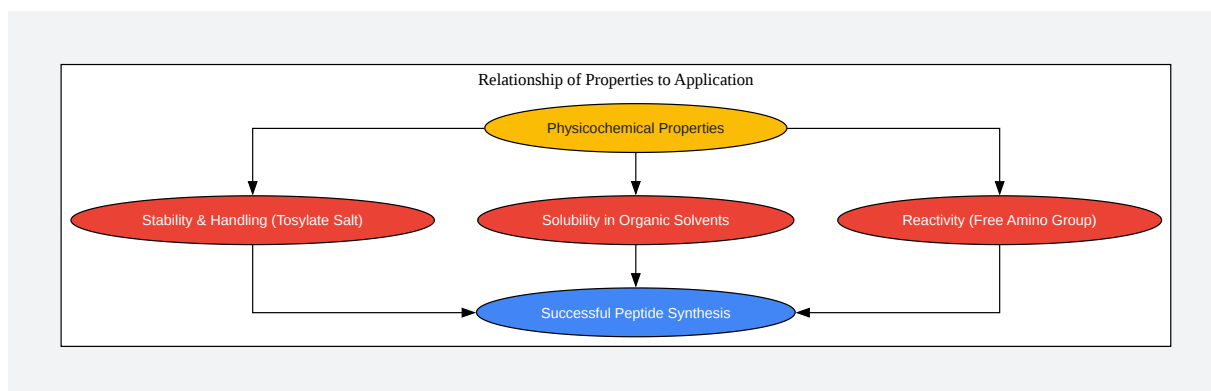 Relationship of Properties to Application
Physicochemical Properties
Stability & Handling (Tosylate Salt)
Solubility in Organic Solvents
Reactivity (Free Amino Group)
Successful Peptide Synthesis